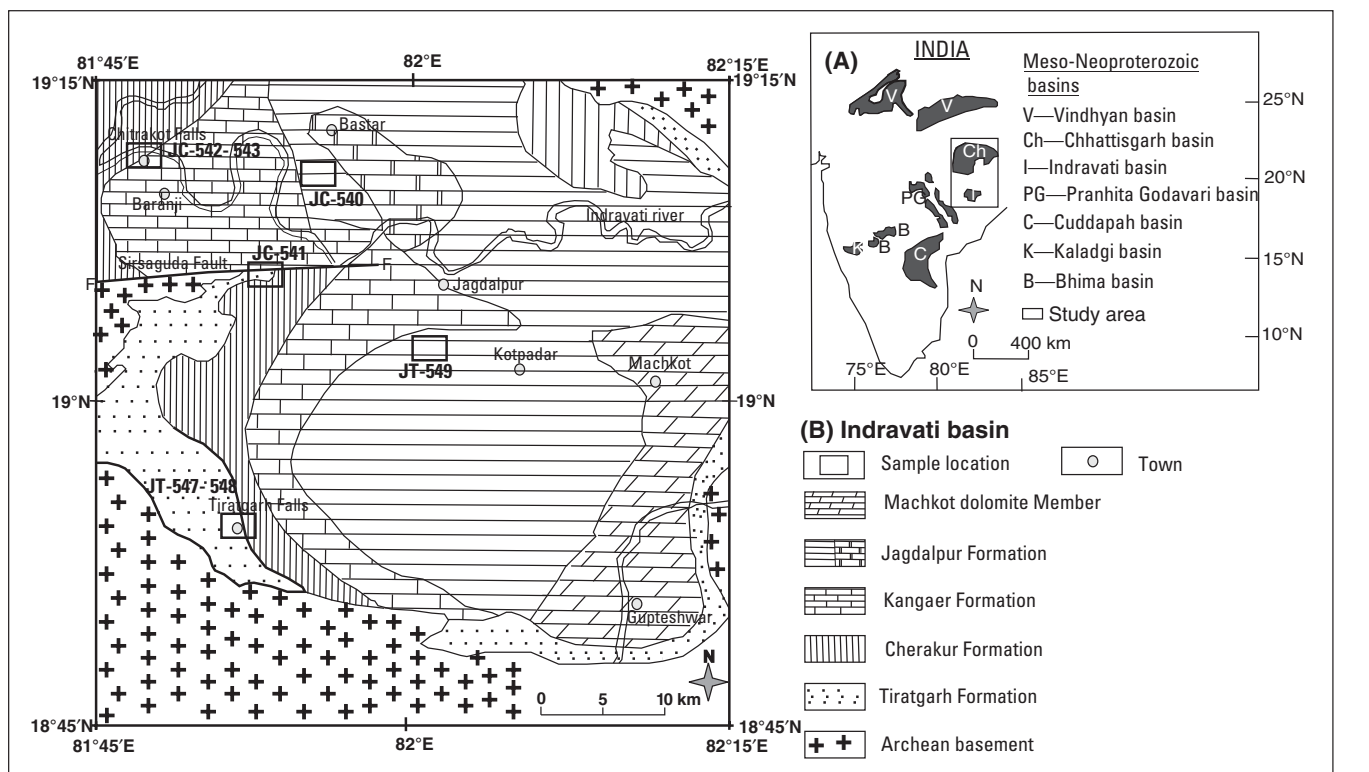 81°45′E
82°E
82°15′E
19°15′N
19°15′N
Chitrakot Falls
JC-542- 543
Bastar
Baranji
JC-540
Indravati river
Sirsaguda Fault
JC-541
F
F
Jagdalpur
JT-549
Kotpadar
Machkot
19°N
19°N
JT-547- 548
Tiratgarh Falls
Gupteshwar
N
0 5 10 km
18°45′N
18°45′N
81°45′E
82°E
82°15′E
(A)
INDIA
Meso-Neoproterozoic
basins
V—Vindhyan basin
Ch—Chhattisgarh basin
I—Indravati basin
PG—Pranhita Godavari basin
C—Cuddapah basin
K—Kaladgi basin
B—Bhima basin
Study area
V
V
Ch
I
PG
B
B
K
C
N
0 400 km
25°N
20°N
15°N
10°N
75°E
80°E
85°E
(B) Indravati basin
Sample location
Town
Machkot dolomite Member
Jagdalpur Formation
Kangaer Formation
Cherakur Formation
Tiratgarh Formation
Archean basement